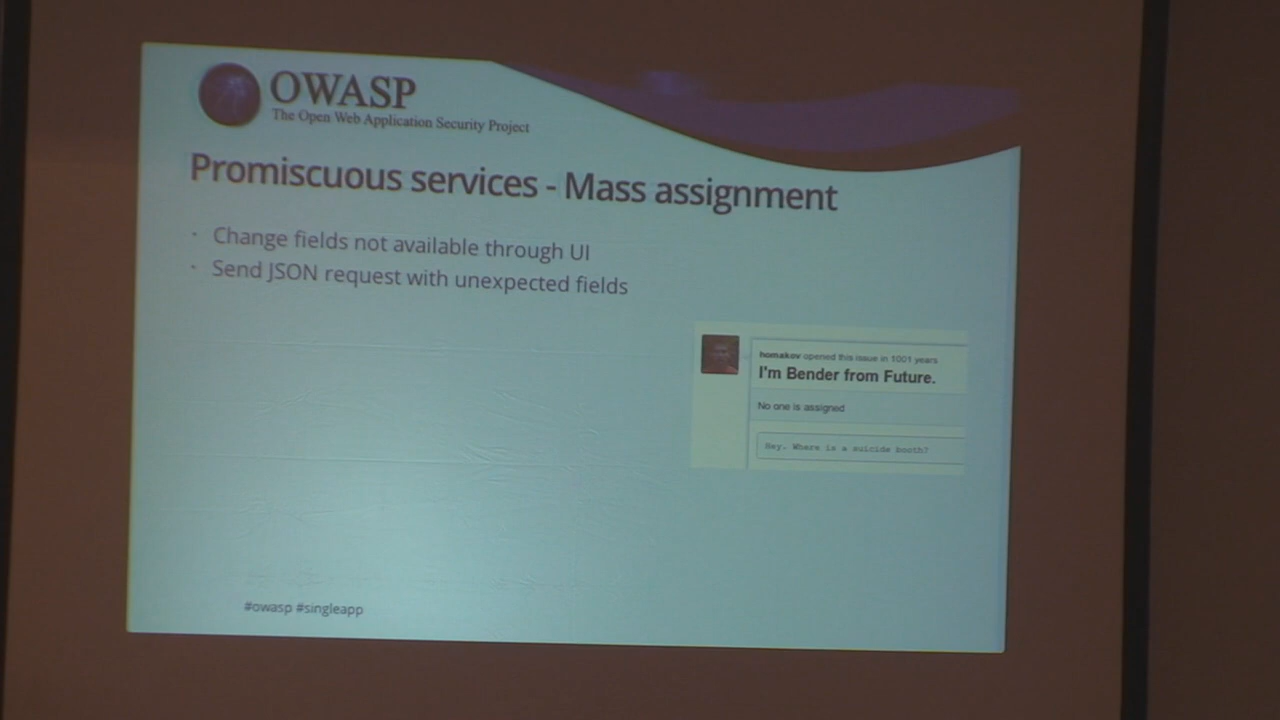 OWASP
The Open Web Application Security Project
Promiscuous services - Mass assignment
· Change fields not available through UI
· Send JSON request with unexpected fields
homakov opened this issue in 1001 years
I'm Bender from Future.
No one is assigned
Hey. Where is a suicide booth?
#owasp #singleapp